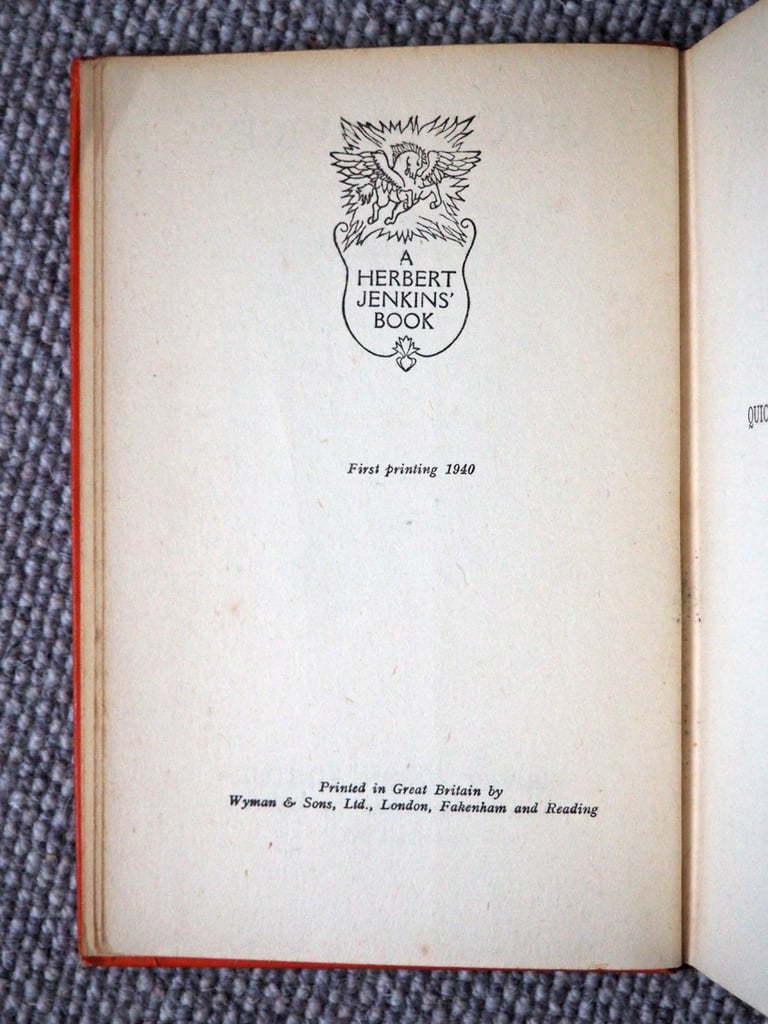 A
HERBERT
JENKINS'
BOOK
First printing 1940
Printed in Great Britain by
Wyman & Sons, Ltd., London, Fakenham and Reading